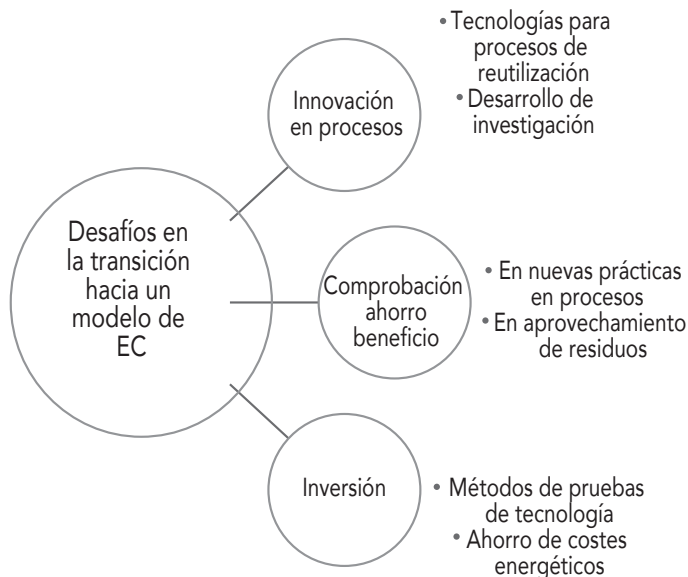 Desafíos en
la transición
hacia un
modelo de
EC
Innovación
en procesos
• Tecnologías para
procesos de
reutilización
• Desarrollo de
investigación
Comprobación
ahorro
beneficio
• En nuevas prácticas
en procesos
• En aprovechamiento
de residuos
Inversión
• Métodos de pruebas
de tecnología
• Ahorro de costes
energéticos